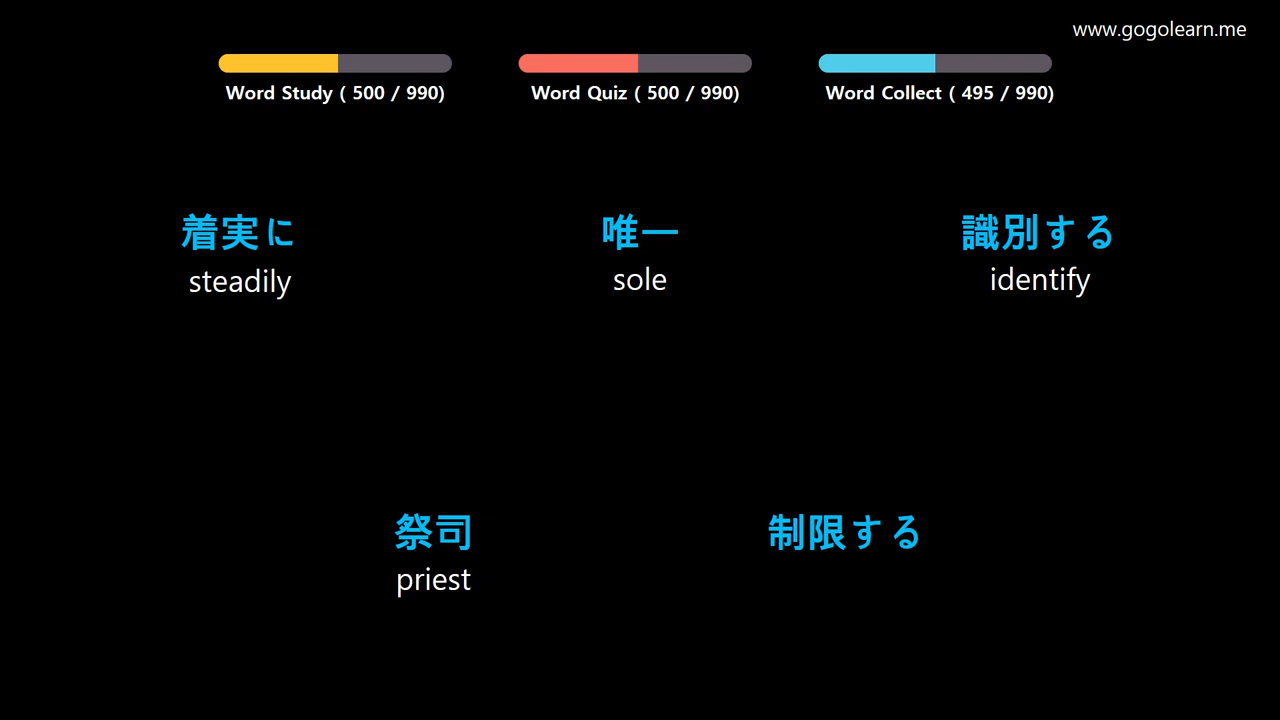 www.gogolearn.me
Word Study ( 500 / 990)
Word Quiz ( 500 / 990)
Word Collect ( 495 / 990)
着実に
steadily
唯一
sole
識別する
identify
祭司
priest
制限する